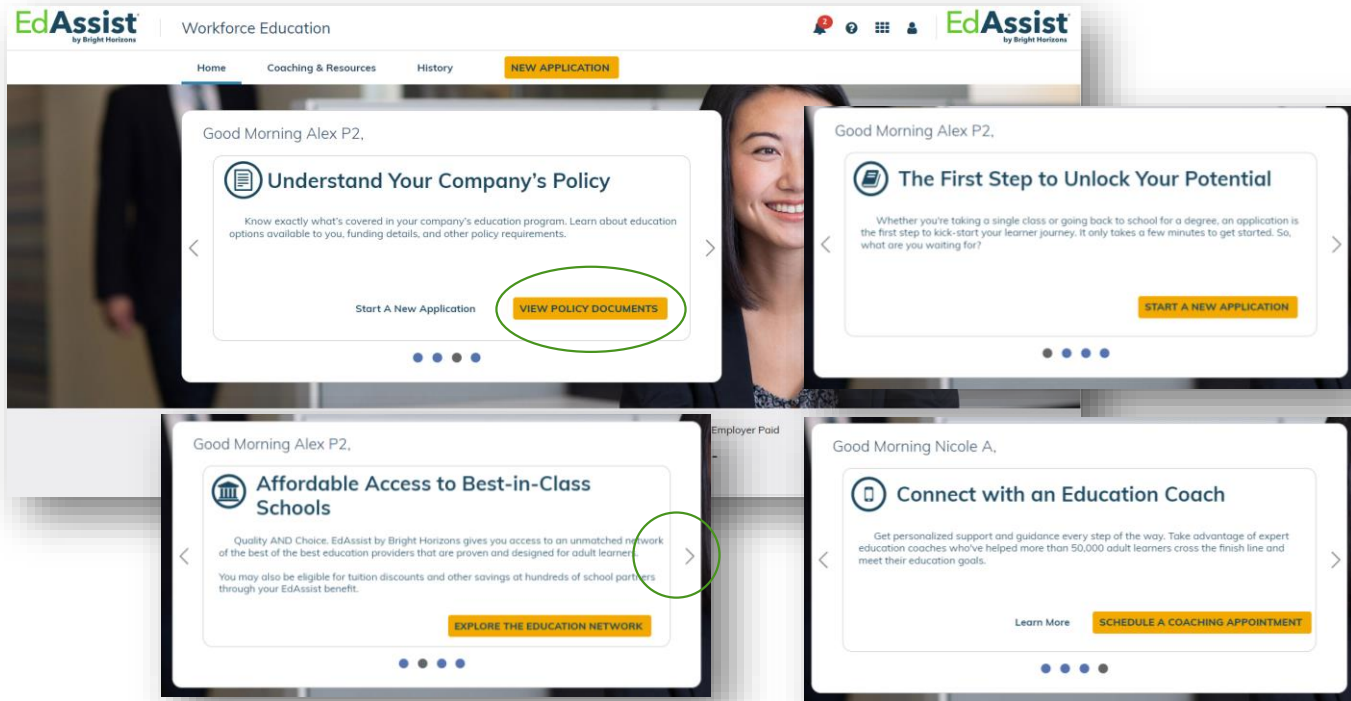 EdAssist
by Bright Horizons
Workforce Education
2
EdAssist
by Bright Horizons
Home
Coaching & Resources
History
NEW APPLICATION
Good Morning Alex P2,
Understand Your Company's Policy
Know exactly what's covered in your company's education program. Learn about education
options available to you, funding details, and other policy requirements.
Start A New Application
VIEW POLICY DOCUMENTS
Good Morning Alex P2,
The First Step to Unlock Your Potential
Whether you're taking a single class or going back to school for a degree, an application is
the first step to kick-start your learner journey. It only takes a few minutes to get started. So,
what are you waiting for?
START A NEW APPLICATION
Employer Paid
-
Good Morning Alex P2,
Affordable Access to Best-in-Class
Schools
Quality AND Choice. EdAssist by Bright Horizons gives you access to an unmatched network
of the best of the best education providers that are proven and designed for adult learners.
You may also be eligible for tuition discounts and other savings at hundreds of school partners
through your EdAssist benefit.
EXPLORE THE EDUCATION NETWORK
Good Morning Nicole A,
Connect with an Education Coach
Get personalized support and guidance every step of the way. Take advantage of expert
education coaches who've helped more than 50,000 adult learners cross the finish line and
meet their education goals.
Learn More
SCHEDULE A COACHING APPOINTMENT